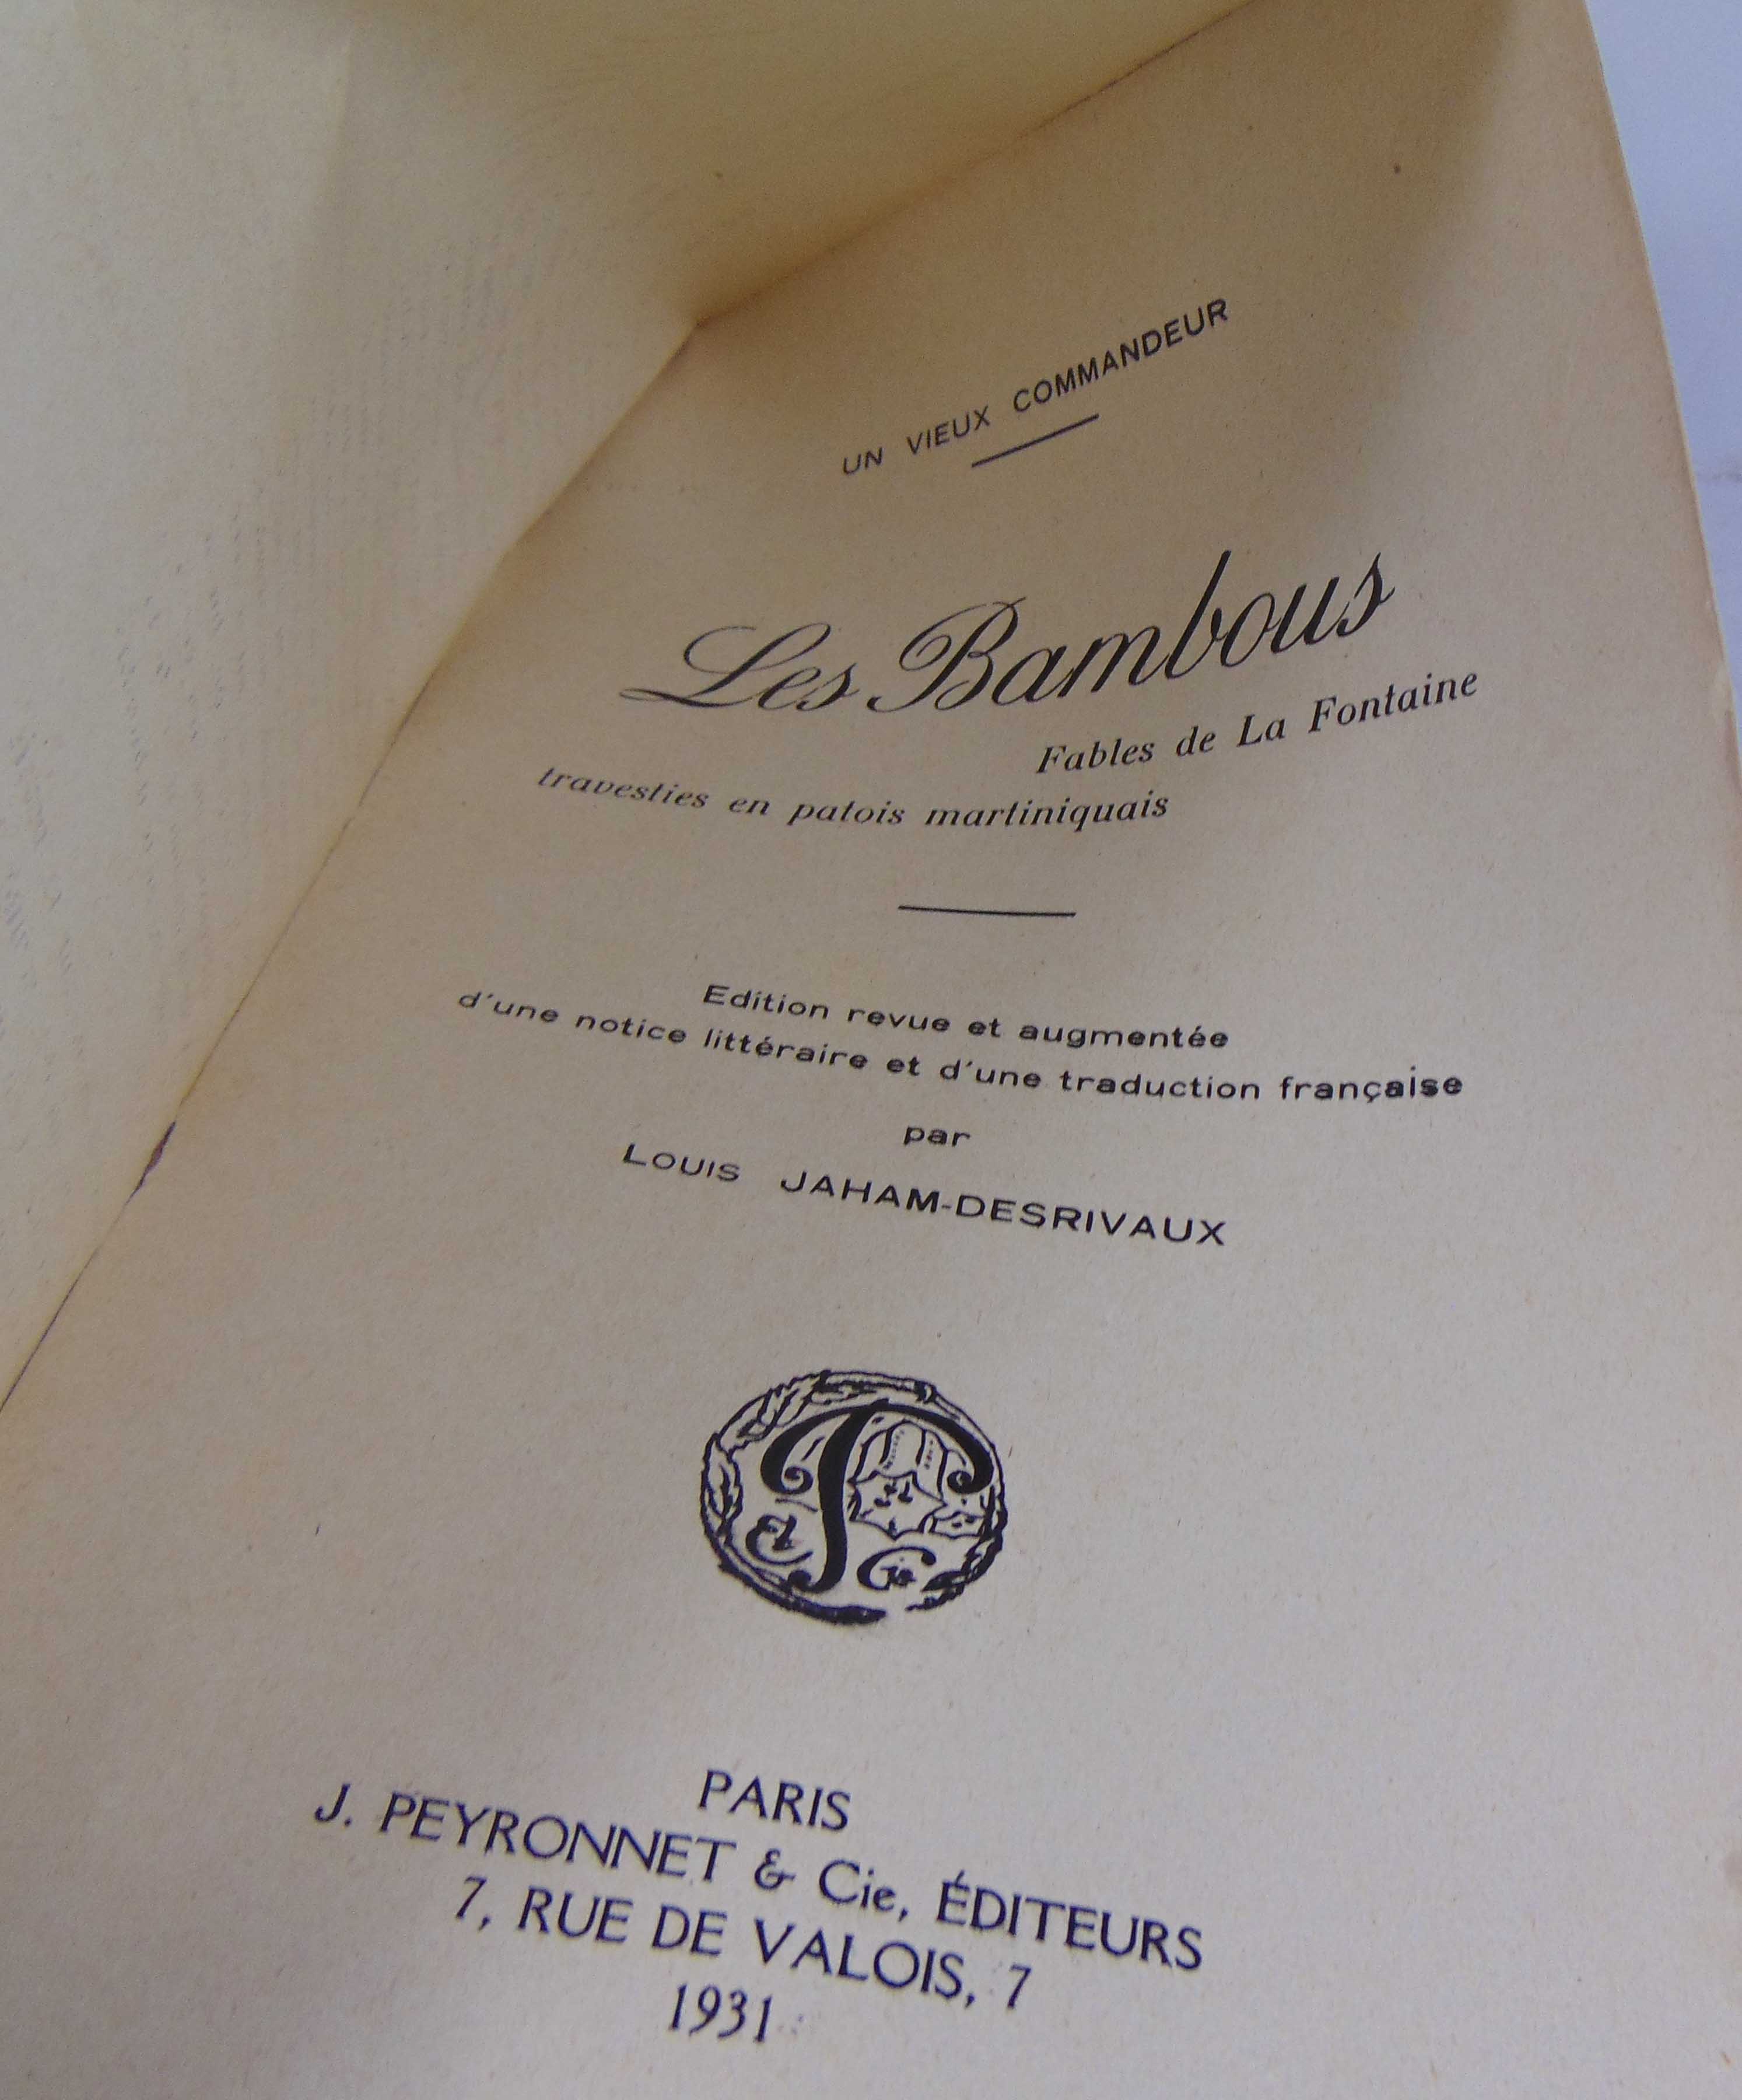 UN VIEUX COMMANDEUR
Les Bambous
Fables de La Fontaine
travesties en patois martiniquais
Edition revue et augmentée
d'une notice littéraire et d'une traduction française
par
LOUIS JAHAM-DESRIVAUX
P
Et Cie
PARIS
J. PEYRONNET & Cie, ÉDITEURS
7, RUE DE VALOIS, 7
1931